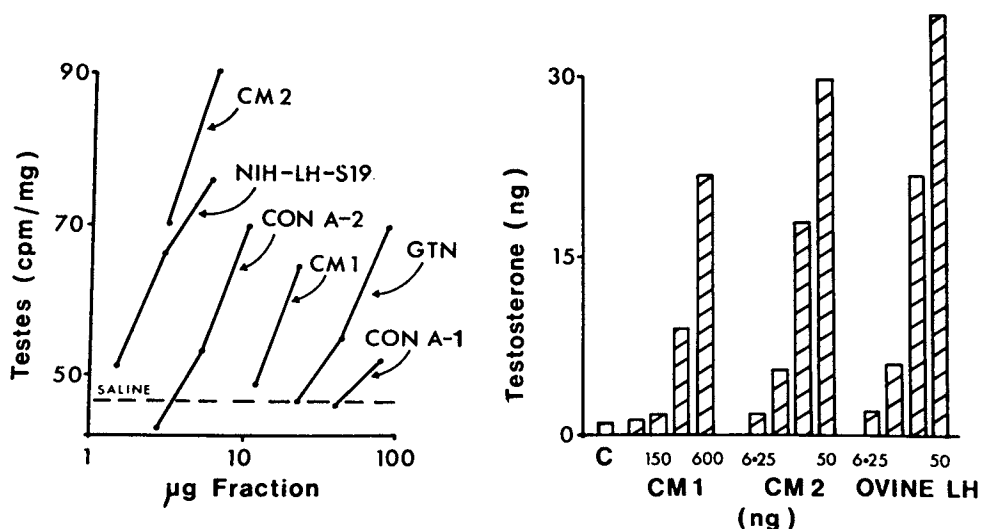 Testes (cpm/mg)
90
70
50
CM 2
NIH-LH-S19
CON A-2
CM 1
GTN
CON A-1
SALINE
1
10
100
µg Fraction
Testosterone (ng)
30
15
0
C
150
600
6·25
50
6·25
50
CM 1
CM 2
OVINE LH
(ng)